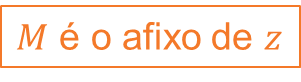 M é o afixo de z